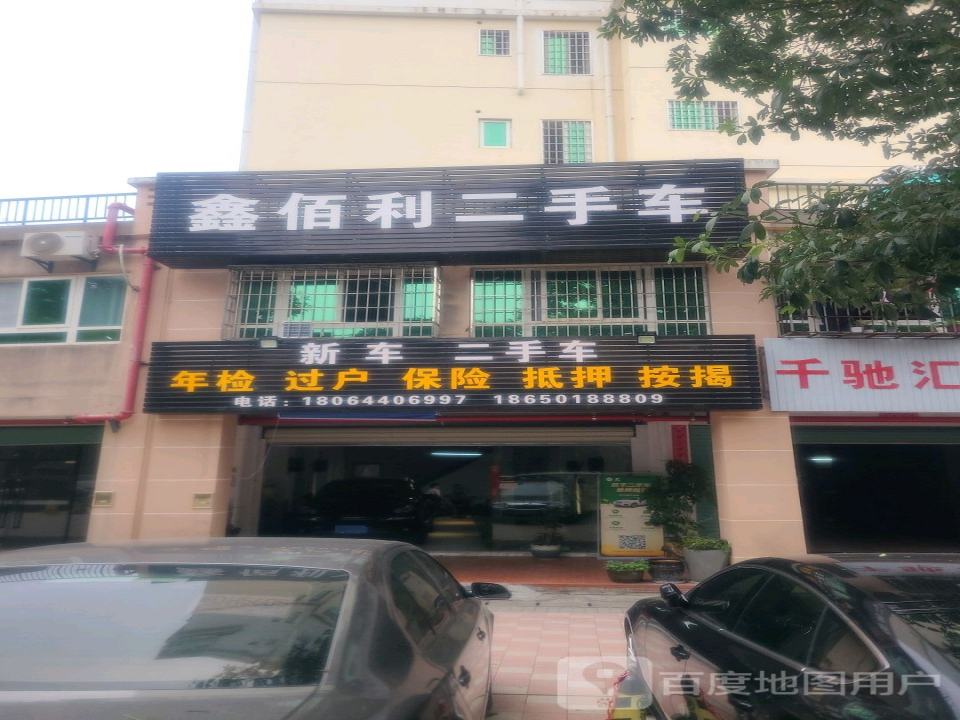 鑫佰利二手车
新车 二手车
年检 过户 保险 抵押 按揭
电话：18064406997 18650188809
千驰汇
百度地图用户